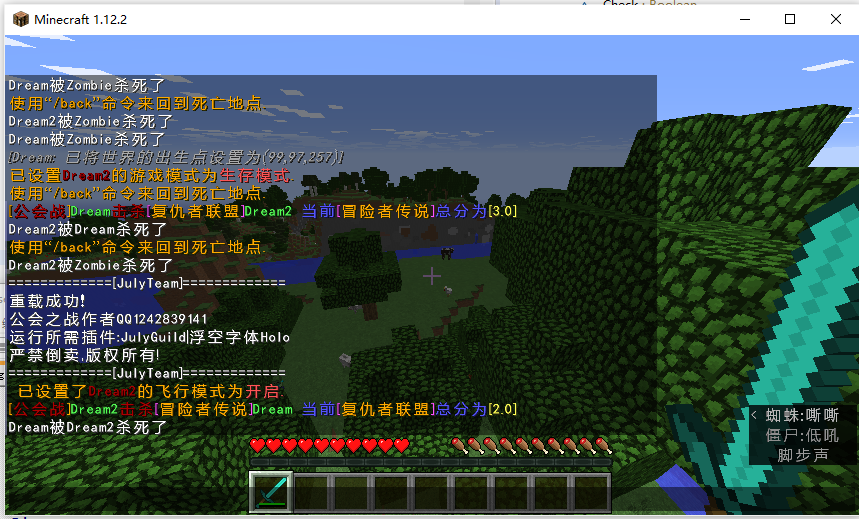 Check : Boolean
Minecraft 1.12.2
Dream被Zombie杀死了
使用“/back”命令来回到死亡地点.
Dream2被Zombie杀死了
Dream被Zombie杀死了
[Dream: 已将世界的出生点设置为(99,97,257)]
已设置Dream2的游戏模式为生存模式.
使用“/back”命令来回到死亡地点.
[公会战]Dream击杀[复仇者联盟]Dream2 当前[冒险者传说]总分为[3.0]
Dream2被Dream杀死了
使用“/back”命令来回到死亡地点.
Dream2被Zombie杀死了
=============[JulyTeam]=============
重载成功!
公会之战作者QQ1242839141
运行所需插件:JulyGuild|浮空字体Holo
严禁倒卖,版权所有!
=============[JulyTeam]=============
已设置了Dream2的飞行模式为开启.
[公会战]Dream2击杀[冒险者传说]Dream 当前[复仇者联盟]总分为[2.0]
Dream被Dream2杀死了
< 蜘蛛:嘶嘶
僵尸:低吼
脚步声